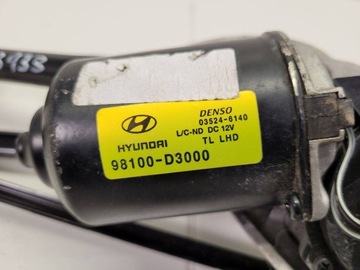 DENSO
03524-6140
L/C-ND DC 12V
HYUNDAI TL LHD
98100-D3000